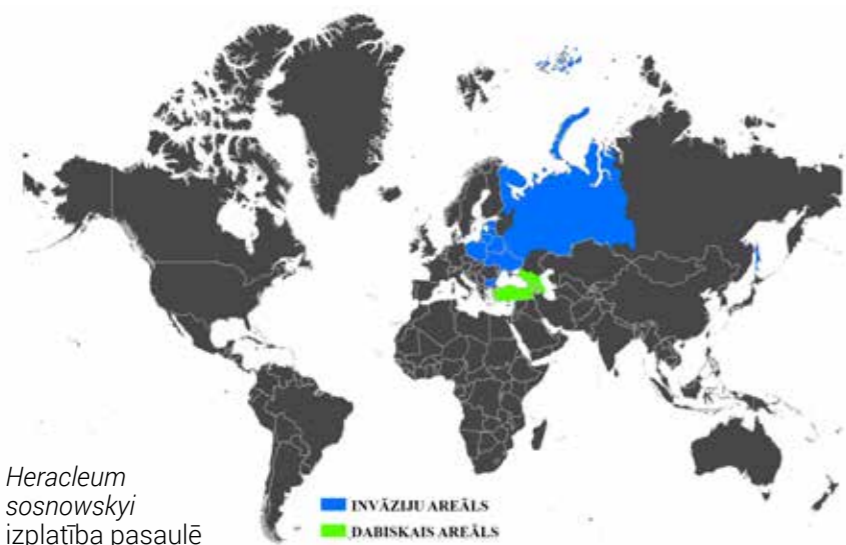 Heracleum
sosnowskyi
izplatība pasaulē
INVĀZIJU AREĀLS
DABISKAIS AREĀLS